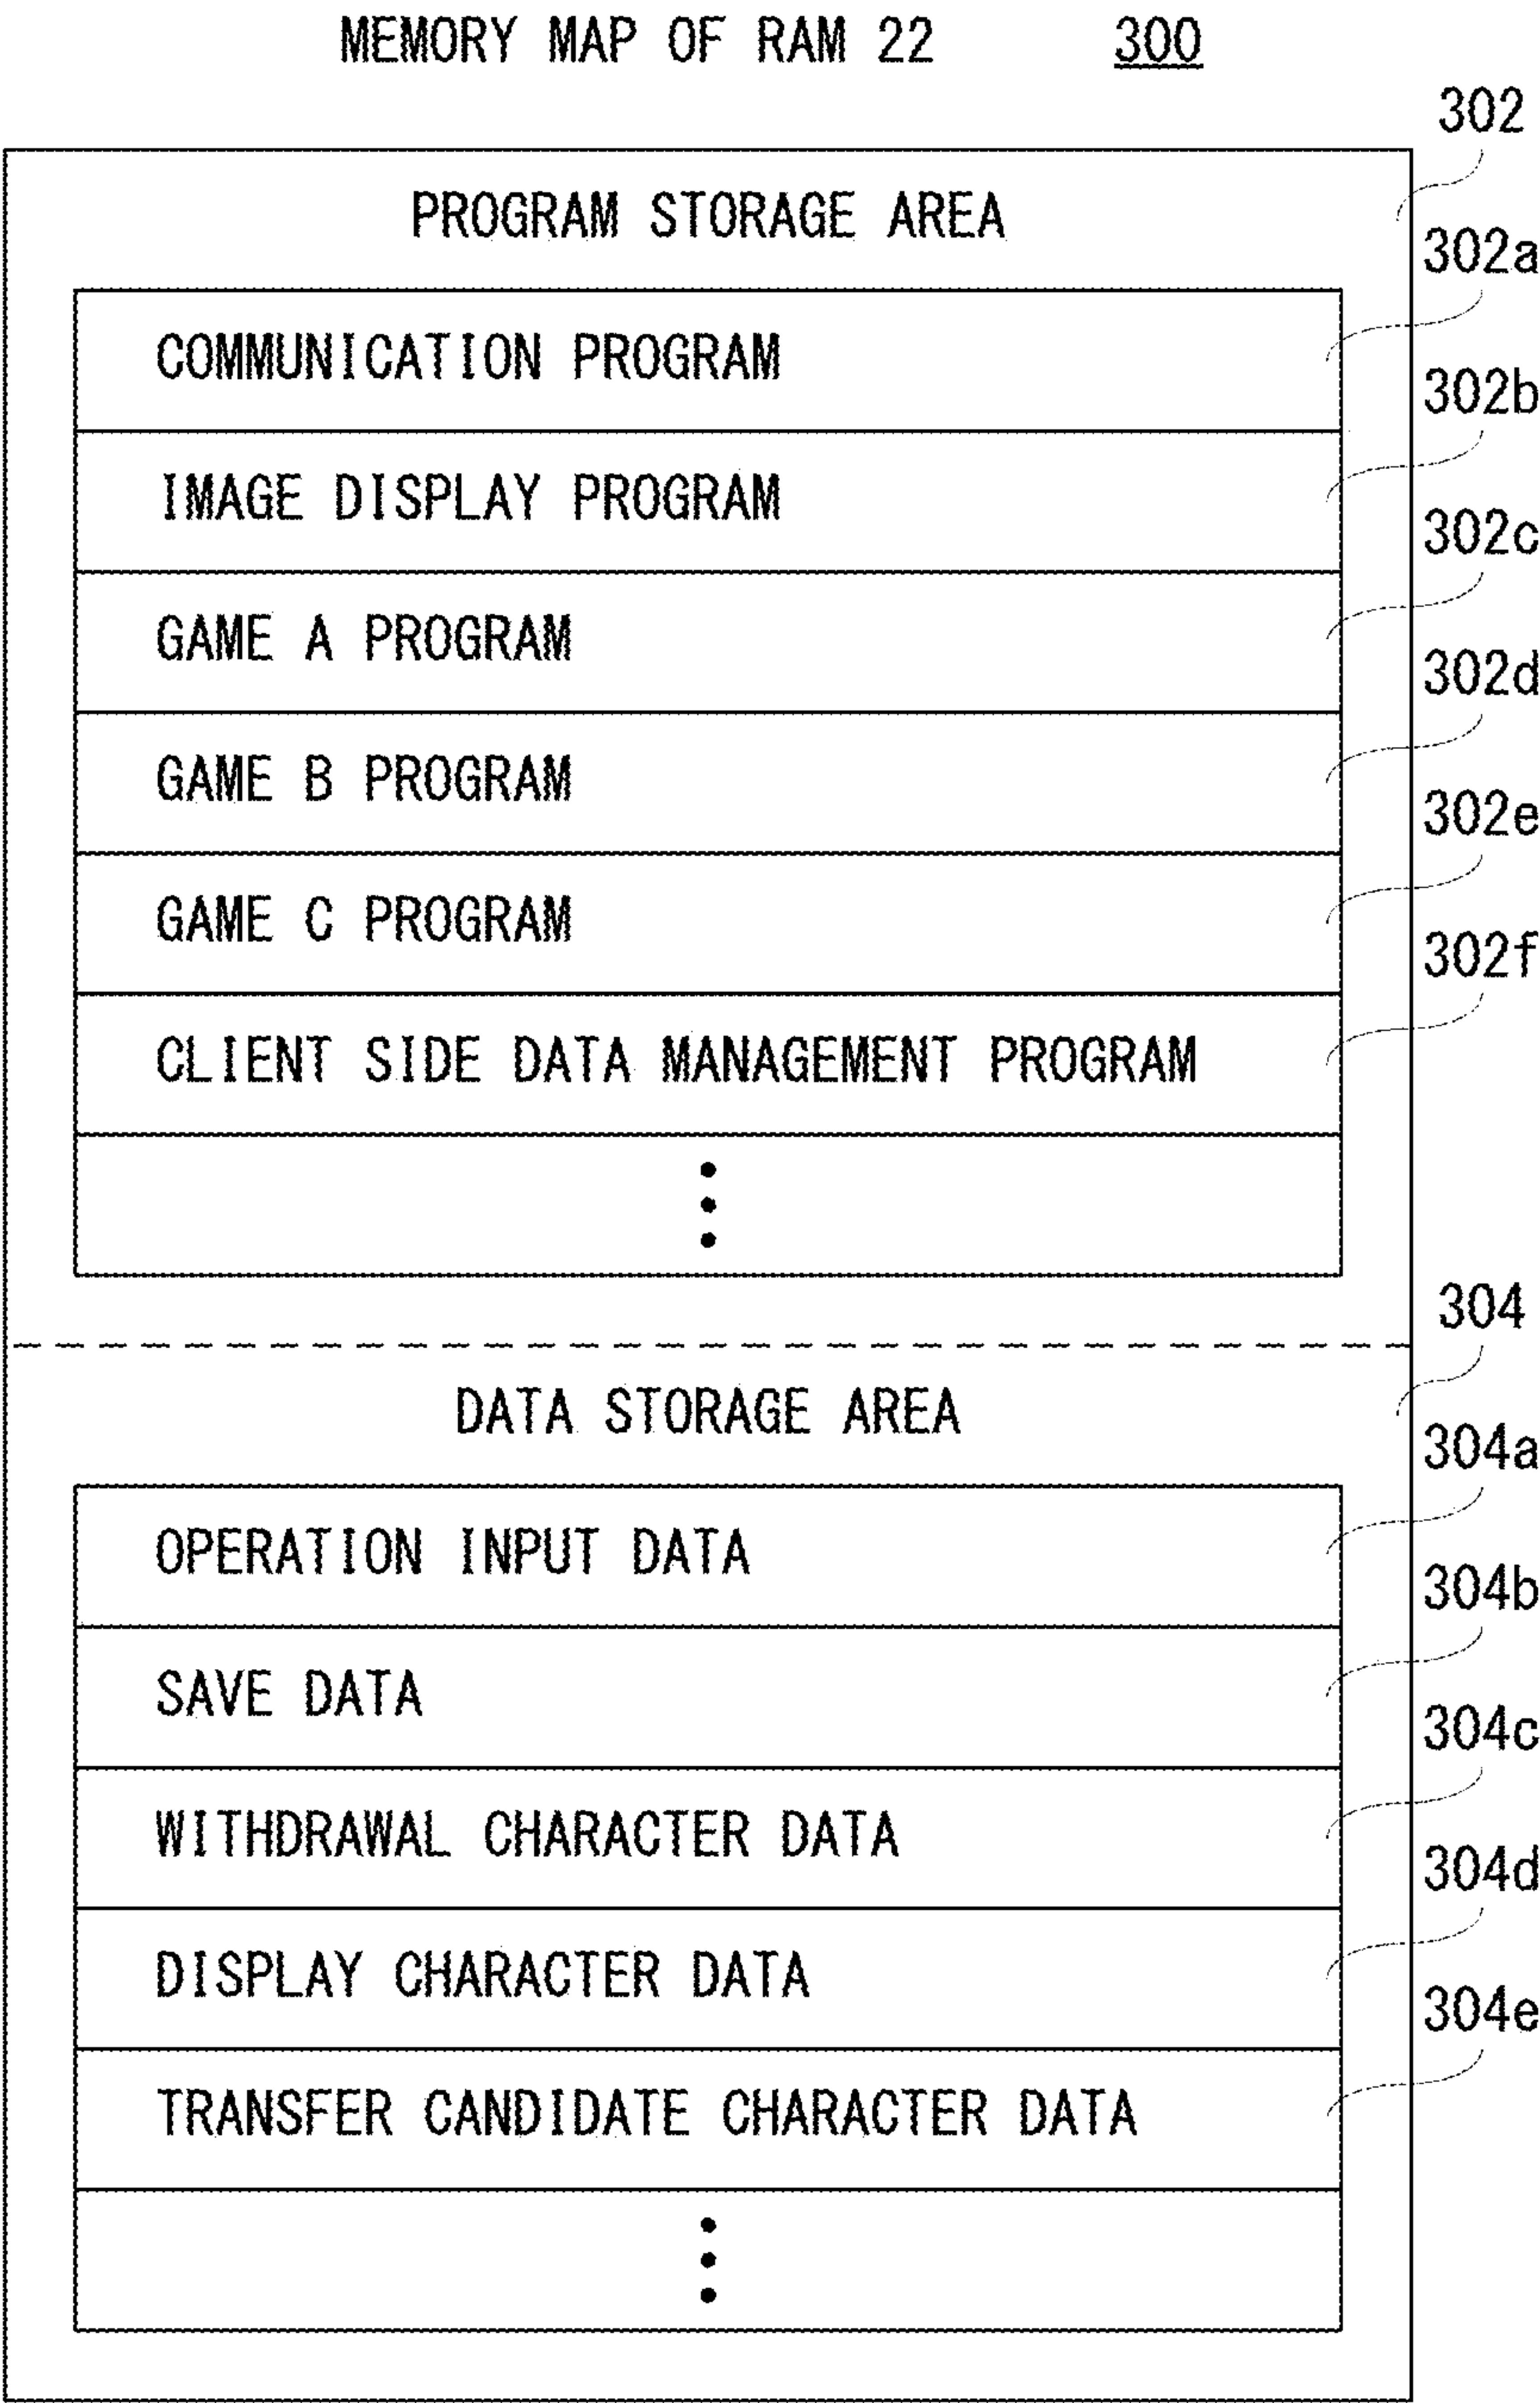 MEMORY MAP OF RAM 22 300
302
PROGRAM STORAGE AREA
302a
COMMUNICATION PROGRAM
302b
IMAGE DISPLAY PROGRAM
302c
GAME A PROGRAM
302d
GAME B PROGRAM
302e
GAME C PROGRAM
302f
CLIENT SIDE DATA MANAGEMENT PROGRAM
304
DATA STORAGE AREA
304a
OPERATION INPUT DATA
304b
SAVE DATA
304c
WITHDRAWAL CHARACTER DATA
304d
DISPLAY CHARACTER DATA
304e
TRANSFER CANDIDATE CHARACTER DATA